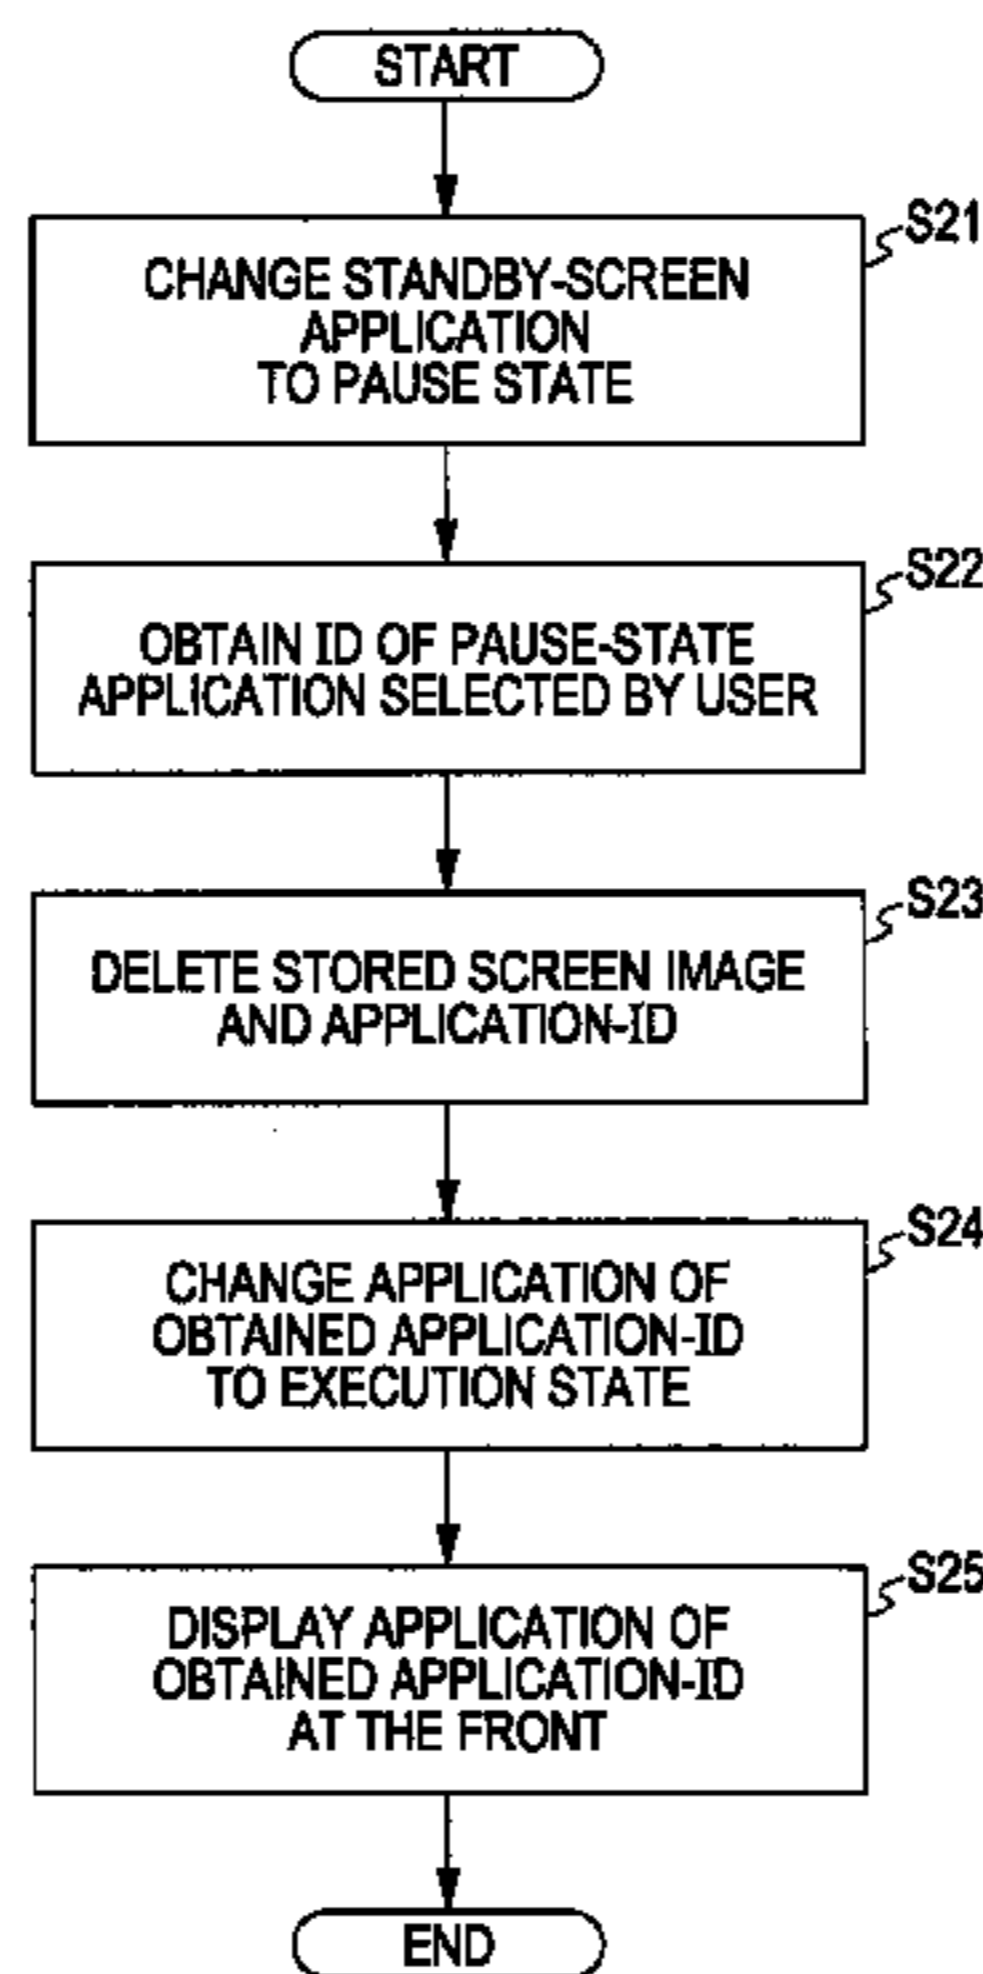 START
S21
CHANGE STANDBY-SCREEN
APPLICATION
TO PAUSE STATE
S22
OBTAIN ID OF PAUSE-STATE
APPLICATION SELECTED BY USER
S23
DELETE STORED SCREEN IMAGE
AND APPLICATION-ID
S24
CHANGE APPLICATION OF
OBTAINED APPLICATION-ID
TO EXECUTION STATE
S25
DISPLAY APPLICATION OF
OBTAINED APPLICATION-ID
AT THE FRONT
END